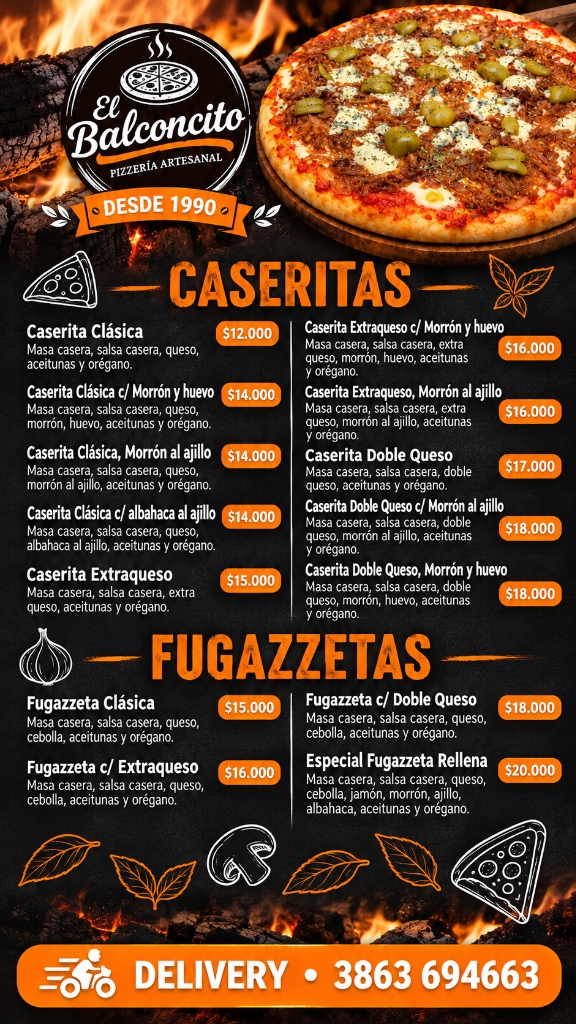 El
Balconcito
PIZZERÍA ARTESANAL
DESDE 1990
CASERITAS
Caserita Clásica
$12.000
Masa casera, salsa casera, queso,
aceitunas y orégano.
Caserita Clásica c/ Morrón y huevo
$14.000
Masa casera, salsa casera, queso,
morrón, huevo, aceitunas y orégano.
Caserita Clásica, Morrón al ajillo
$14.000
Masa casera, salsa casera, queso,
morrón al ajillo, aceitunas y orégano.
Caserita Clásica c/ albahaca al ajillo
$14.000
Masa casera, salsa casera, queso,
albahaca al ajillo, aceitunas y orégano.
Caserita Extraqueso
$15.000
Masa casera, salsa casera, extra
queso, aceitunas y orégano.
Caserita Extraqueso c/ Morrón y huevo
$16.000
Masa casera, salsa casera, extra
queso, morrón, huevo, aceitunas
y orégano.
Caserita Extraqueso, Morrón al ajillo
$16.000
Masa casera, salsa casera, extra
queso, morrón al ajillo, aceitunas
y orégano.
Caserita Doble Queso
$17.000
Masa casera, salsa casera, doble
queso, aceitunas y orégano.
Caserita Doble Queso c/ Morrón al ajillo
$18.000
Masa casera, salsa casera, doble
queso, morrón al ajillo, aceitunas
y orégano.
Caserita Doble Queso, Morrón y huevo
$18.000
Masa casera, salsa casera, doble
queso, morrón, huevo, aceitunas
y orégano.
FUGAZZETAS
Fugazzeta Clásica
$15.000
Masa casera, salsa casera, queso,
cebolla, aceitunas y orégano.
Fugazzeta c/ Extraqueso
$16.000
Masa casera, salsa casera, queso,
cebolla, aceitunas y orégano.
Fugazzeta c/ Doble Queso
$18.000
Masa casera, salsa casera, queso,
cebolla, aceitunas y orégano.
Especial Fugazzeta Rellena
$20.000
Masa casera, salsa casera, queso,
cebolla, jamón, morrón, ajillo,
albahaca, aceitunas y orégano.
DELIVERY • 3863 694663